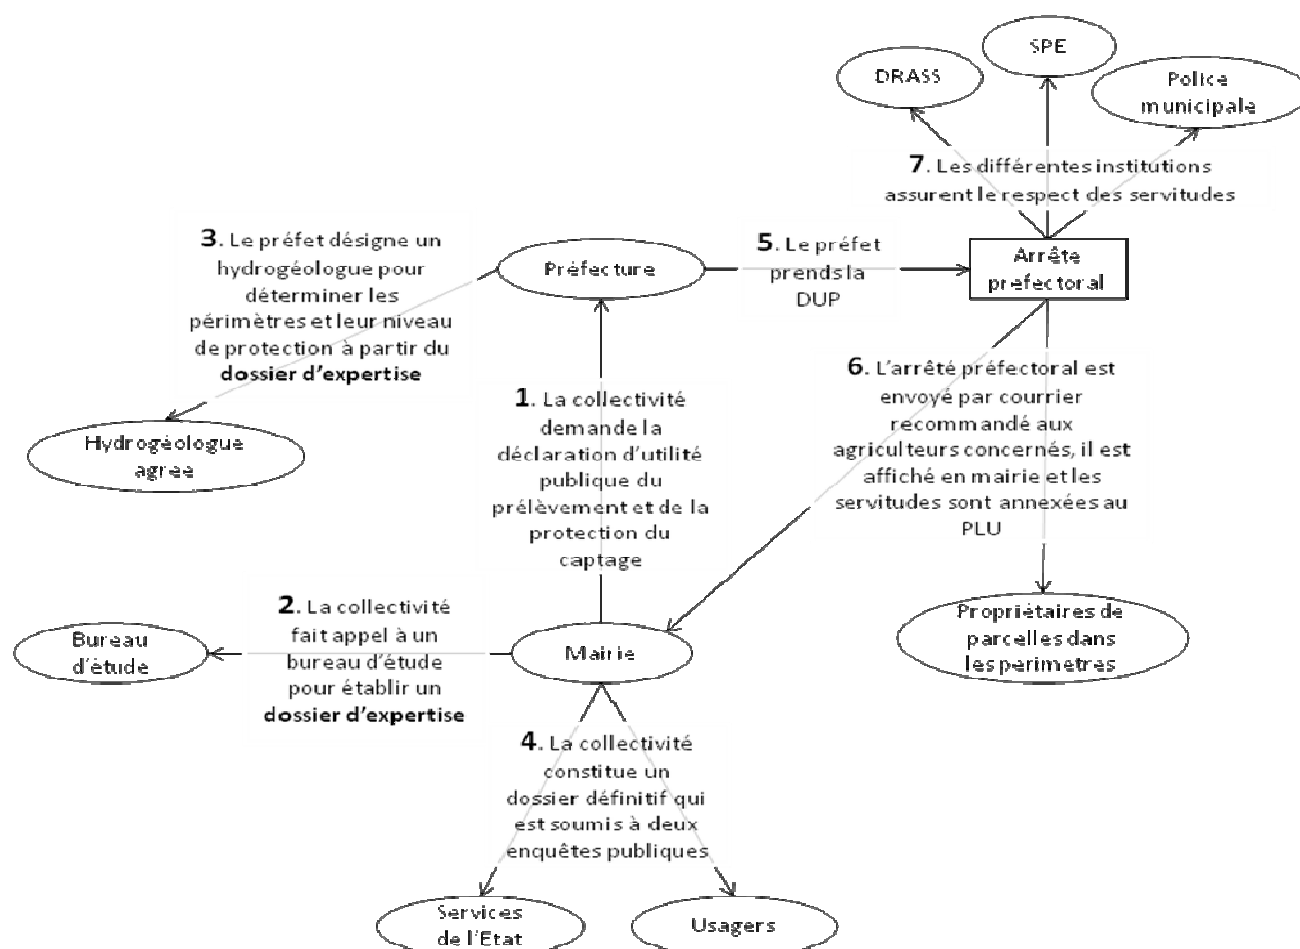 SPE
DRASS
Police
municipale
7. Les différentes institutions
assurent le respect des servitudes
3. Le préfet désigne un
hydrogéologue pour
déterminer les
périmètres et leur niveau
de protection à partir du
dossier d'expertise
Préfecture
5. Le préfet
prends la
DUP
Arrête
prefectoral
6. L'arrêté préfectoral est
envoyé par courrier
recommandé aux
agriculteurs concernés, il est
affiché en mairie et les
servitudes sont annexées au
PLU
1. La collectivité
demande la
déclaration d'utilité
publique du
prélèvement et de la
protection du
captage
Hydrogéologue
agree
2. La collectivité
fait appel à un
bureau d'étude
pour établir un
dossier d'expertise
Bureau
d'étude
Mairie
Propriétaires de
parcelles dans
les perimetres
4. La collectivité
constitue un
dossier définitif qui
est soumis à deux
enquêtes publiques
Services
de l'Etat
Usagers